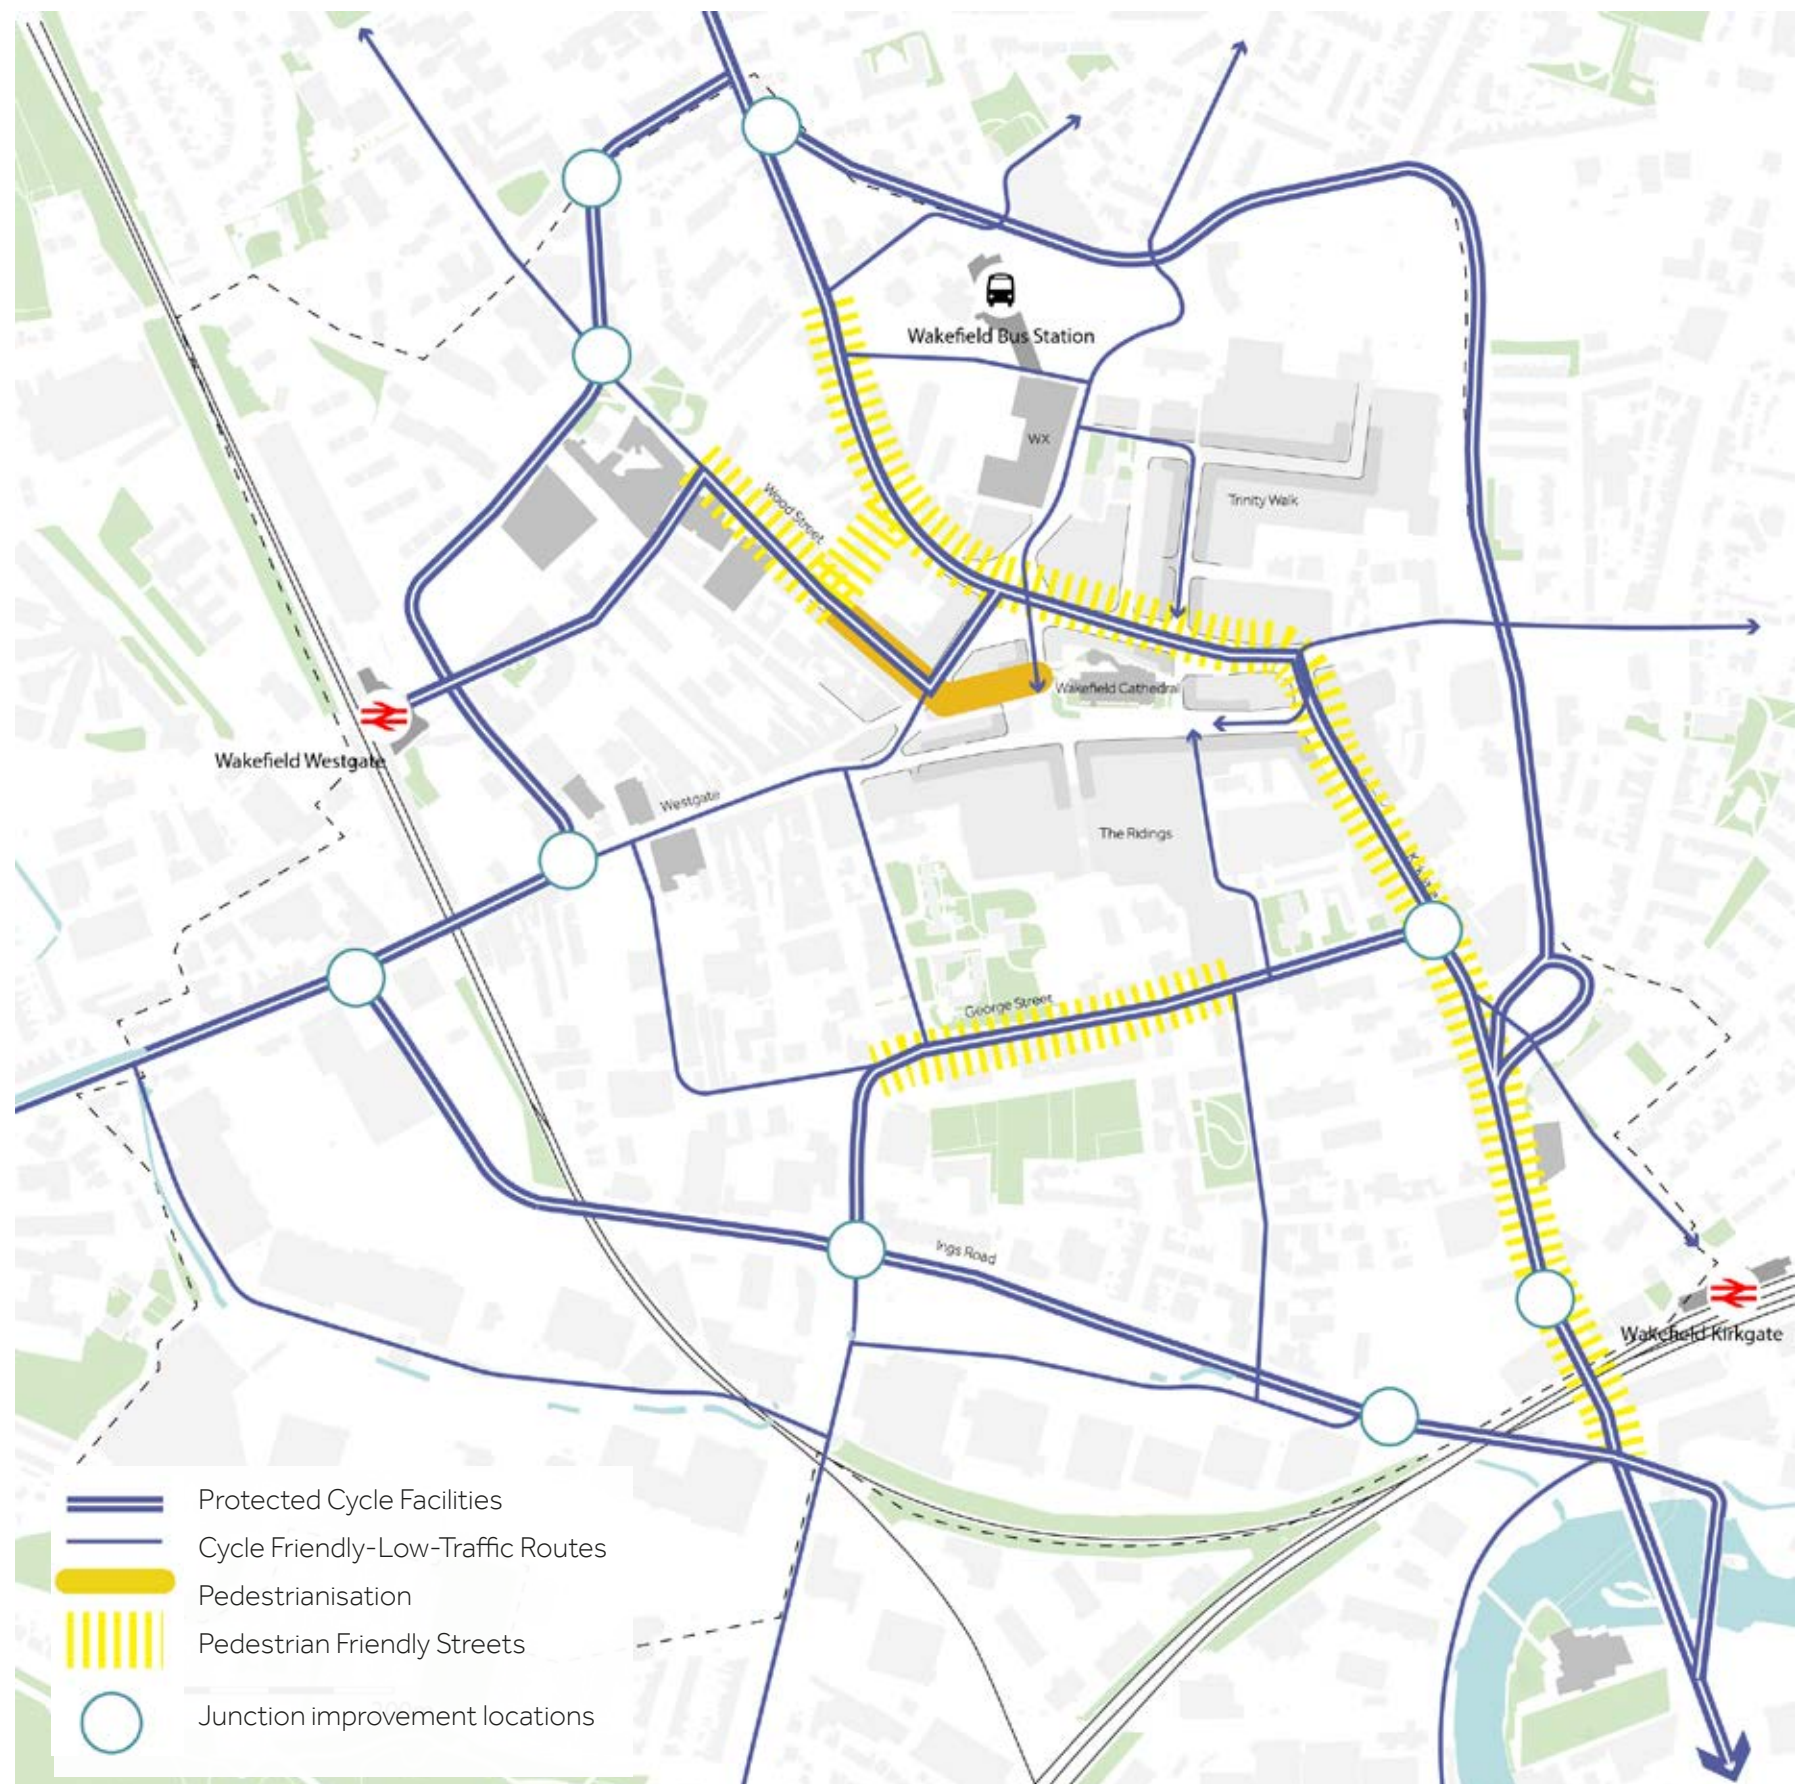 Wakefield Bus Station
WX
Wood Street
Trinity Walk
Wakefield Cathedral
Wakefield Westgate
Westgate
The Ridings
George Street
Ings Road
Wakefield Kirkgate
Protected Cycle Facilities
Cycle Friendly-Low-Traffic Routes
Pedestrianisation
Pedestrian Friendly Streets
Junction improvement locations